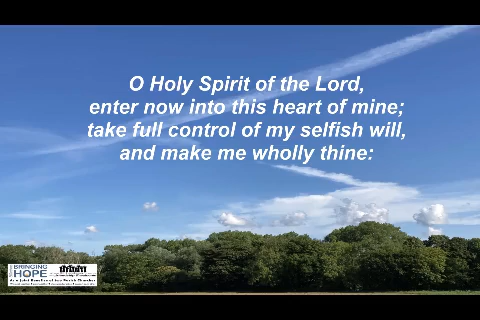 O Holy Spirit of the Lord,
enter now into this heart of mine;
take full control of my selfish will,
and make me wholly thine:
BRINGING
HOPE